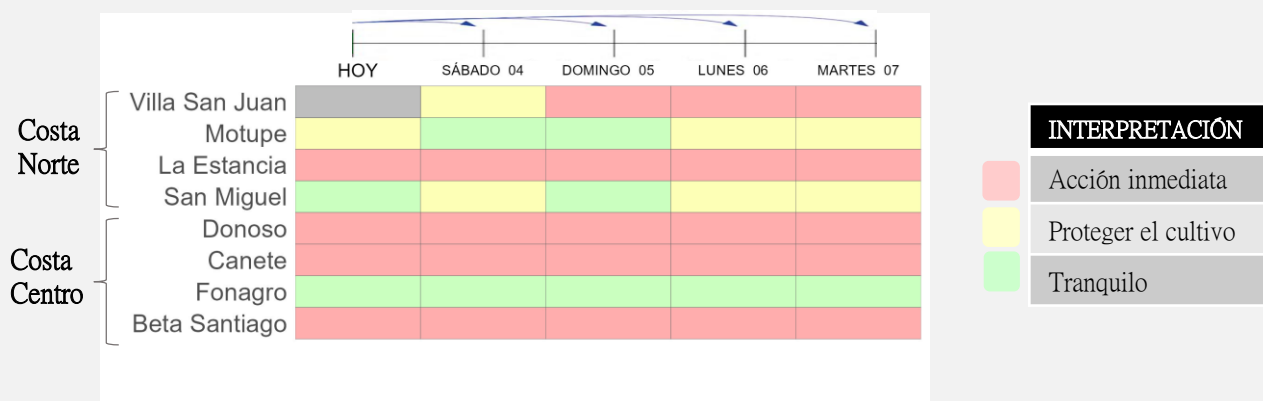 HOY SÁBADO 04 DOMINGO 05 LUNES 06 MARTES 07
Costa
Norte
Villa San Juan
Motupe
La Estancia
San Miguel
Costa
Centro
Donoso
Canete
Fonagro
Beta Santiago
INTERPRETACIÓN
Acción inmediata
Proteger el cultivo
Tranquilo